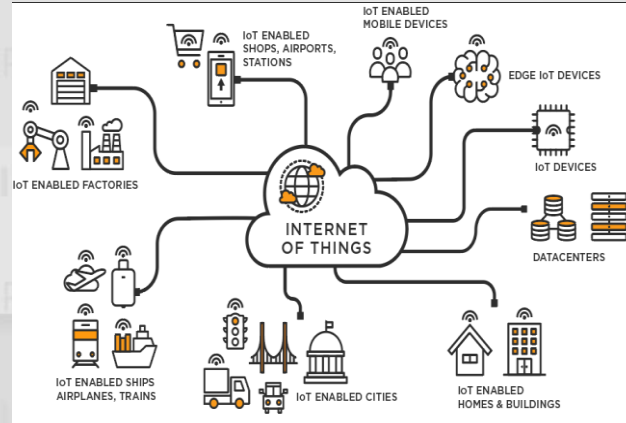 IoT ENABLED
MOBILE DEVICES
IoT ENABLED
SHOPS, AIRPORTS,
STATIONS
EDGE IoT DEVICES
IoT DEVICES
IoT ENABLED FACTORIES
INTERNET
OF THINGS
DATACENTERS
IoT ENABLED SHIPS
AIRPLANES, TRAINS
IoT ENABLED CITIES
IoT ENABLED
HOMES & BUILDINGS